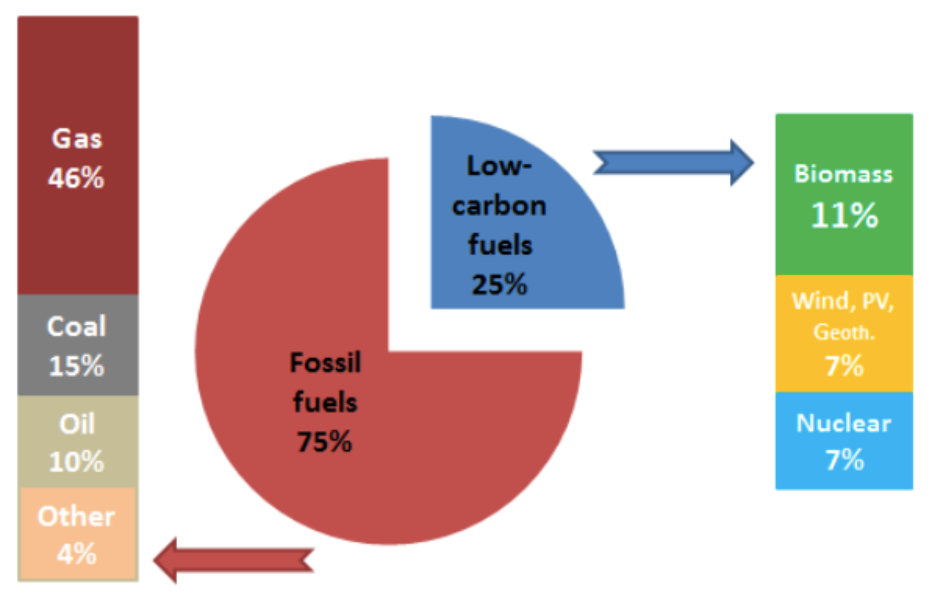 Gas
46%
Coal
15%
Oil
10%
Other
4%
Low-
carbon
fuels
25%
Fossil
fuels
75%
Biomass
11%
Wind, PV,
Geoth.
7%
Nuclear
7%